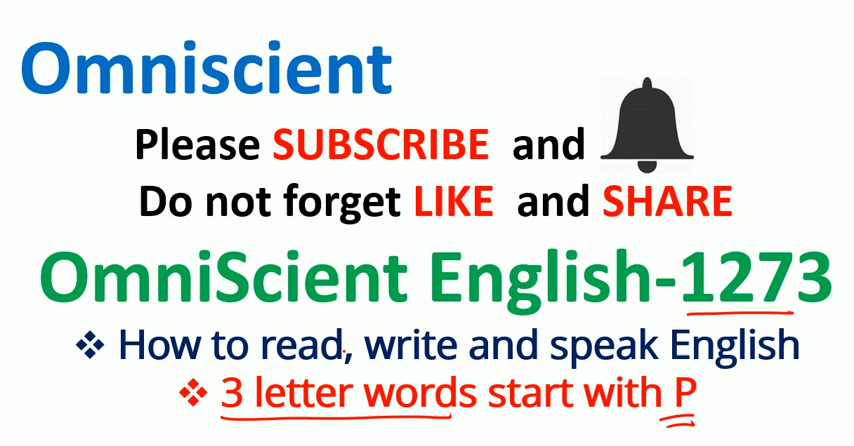 Omniscient
Please SUBSCRIBE and
Do not forget LIKE and SHARE
OmniScient English-1273
❖ How to read, write and speak English
❖ 3 letter words start with P